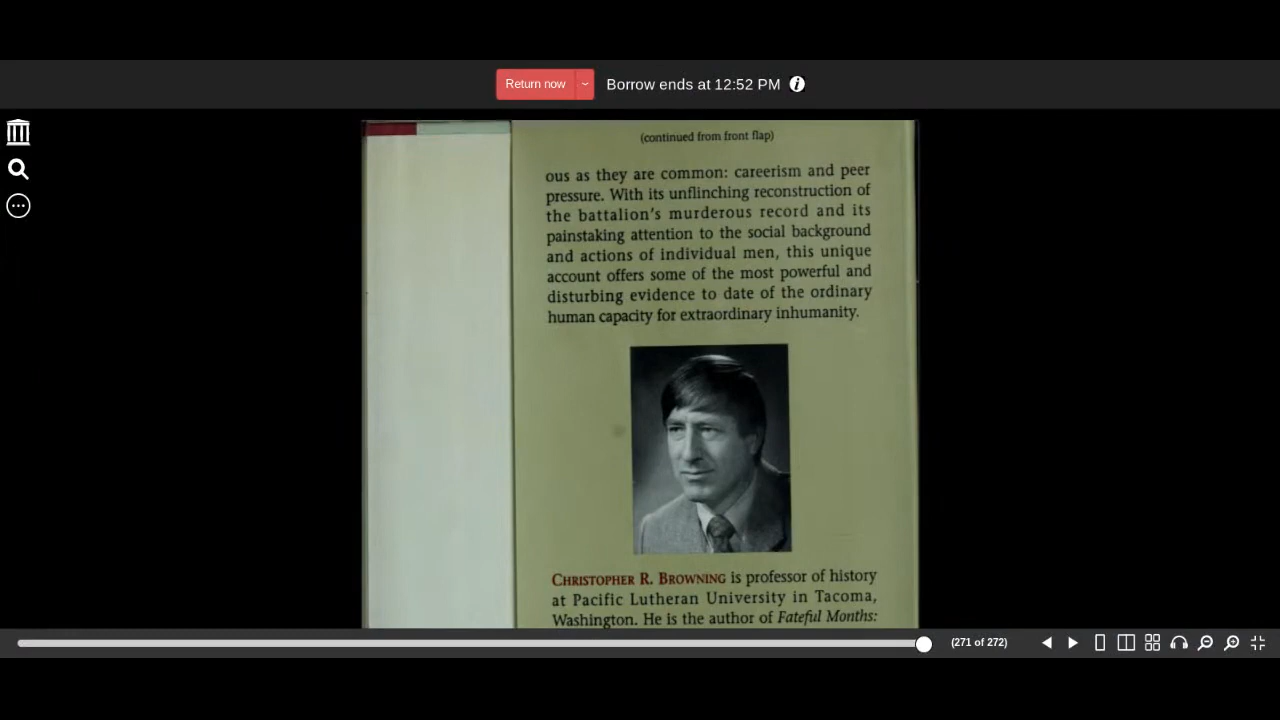 Return now
Borrow ends at 12:52 PM
(continued from front flap)
ous as they are common: careerism and peer
pressure. With its unflinching reconstruction of
the battalion's murderous record and its
painstaking attention to the social background
and actions of individual men, this unique
account offers some of the most powerful and
disturbing evidence to date of the ordinary
human capacity for extraordinary inhumanity.
CHRISTOPHER R. BROWNING is professor of history
at Pacific Lutheran University in Tacoma,
Washington. He is the author of Fateful Months:
(271 of 272)